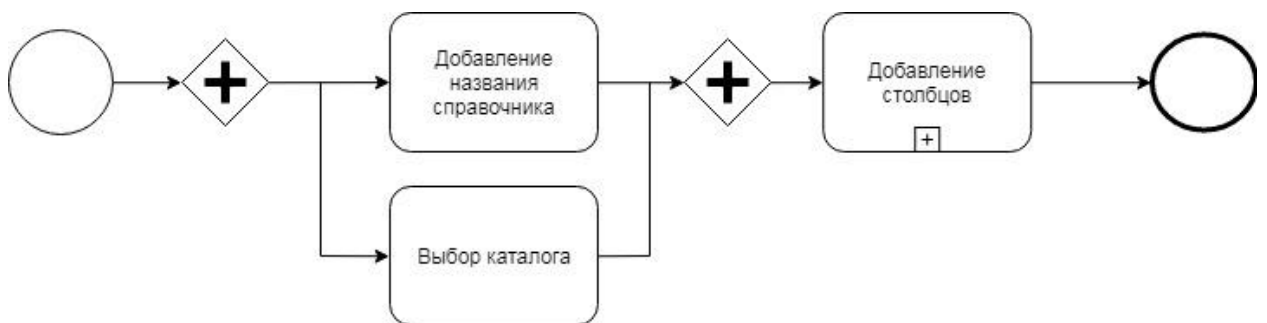 Добавление
названия
справочника
Добавление
столбцов
Выбор каталога